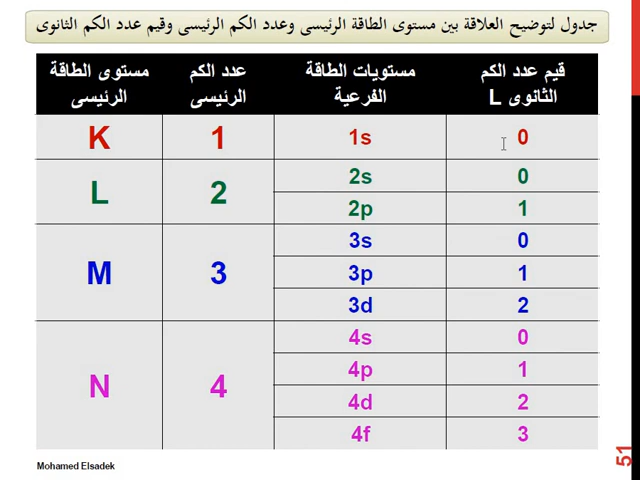 جدول لتوضيح العلاقة بين مستوى الطاقة الرئيسى وعدد الكم الرئيسى وقيم عدد الكم الثانوى
مستوى الطاقة الرئيسى | عدد الكم الرئيسى | مستويات الطاقة الفرعية | قيم عدد الكم الثانوى L
K | 1 | 1s | 0
L | 2 | 2s | 0
2p | 1
M | 3 | 3s | 0
3p | 1
3d | 2
N | 4 | 4s | 0
4p | 1
4d | 2
4f | 3
Mohamed Elsadek
51